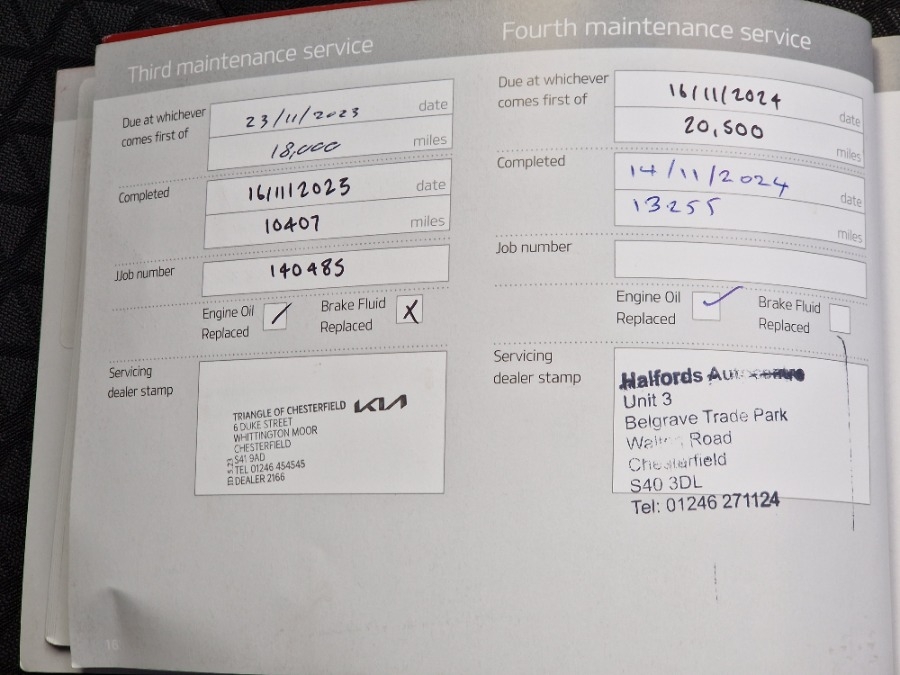 Third maintenance service
Due at whichever
comes first of
23/11/2023 date
18,000 miles
Completed
16/11/2023 date
10407 miles
JJob number
140485
Engine Oil
Replaced /
Brake Fluid
Replaced X
Servicing
dealer stamp
TRIANGLE OF CHESTERFIELD KIA
6 DUKE STREET
WHITTINGTON MOOR
CHESTERFIELD
S41 9AD
TEL 01246 454545
DEALER 2166
16
Fourth maintenance service
Due at whichever
comes first of
16/11/2024
date
20,500
miles
Completed
14/11/2024
date
13255
miles
Job number
Engine Oil
Replaced ✓
Brake Fluid
Replaced
Servicing
dealer stamp
Halfords
Unit 3
Belgrave Trade Park
Road
Chesterfield
S40 3DL
Tel: 01246 271124